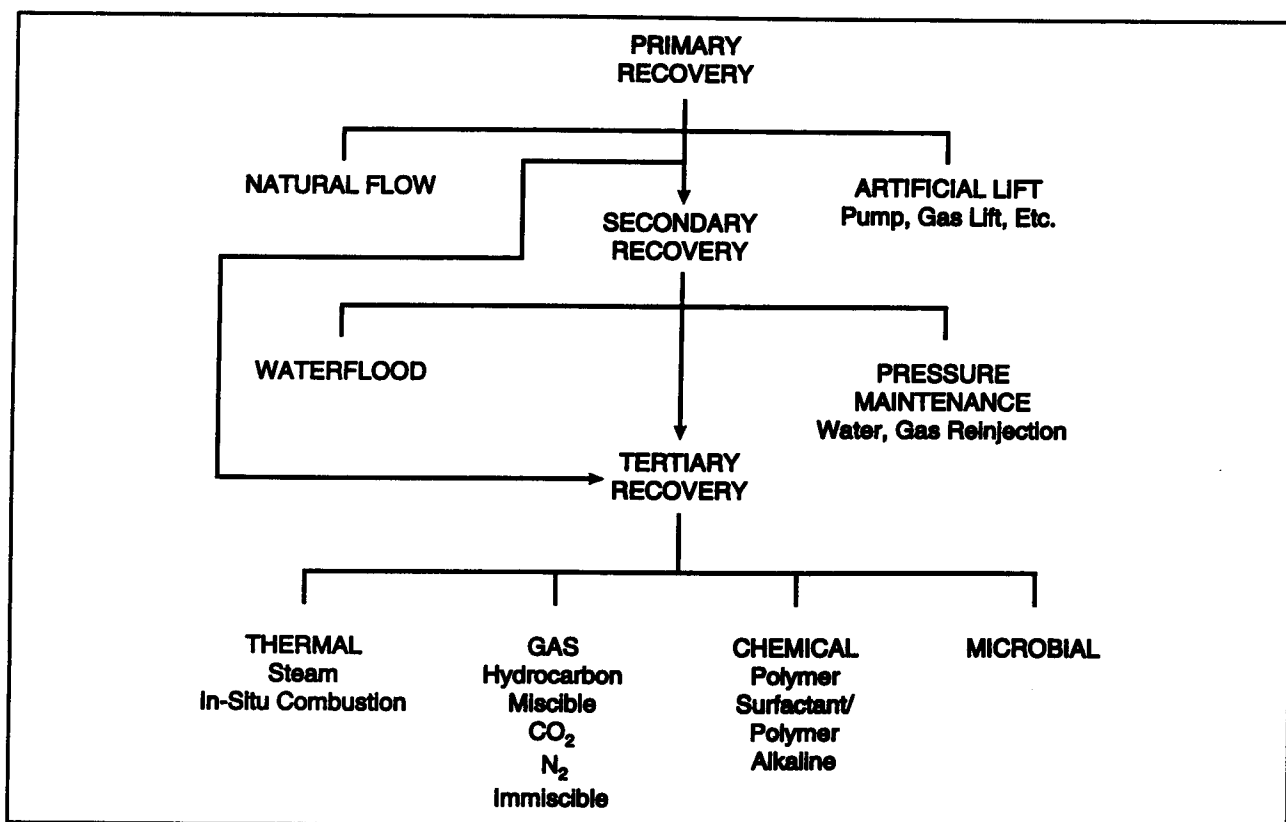 PRIMARY
RECOVERY
NATURAL FLOW
ARTIFICIAL LIFT
Pump, Gas Lift, Etc.
SECONDARY
RECOVERY
WATERFLOOD
PRESSURE
MAINTENANCE
Water, Gas Reinjection
TERTIARY
RECOVERY
THERMAL
Steam
In-Situ Combustion
GAS
Hydrocarbon
Miscible
CO₂
N₂
Immiscible
CHEMICAL
Polymer
Surfactant/
Polymer
Alkaline
MICROBIAL